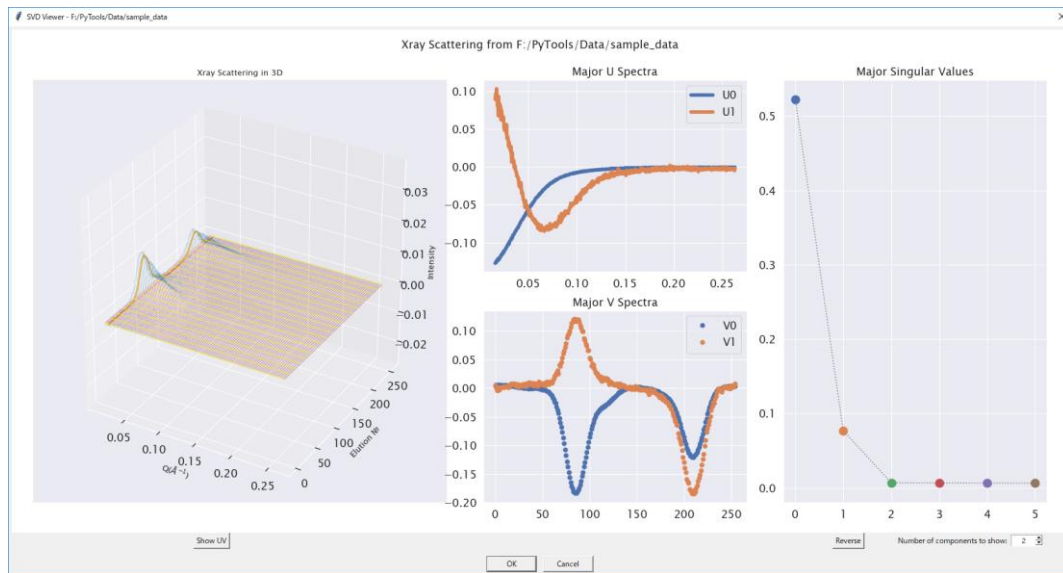 SVD Viewer - F:/PyTools/Data/sample_data
Xray Scattering from F:/PyTools/Data/sample_data
Xray Scattering in 3D
0.03
0.02
0.01
0.00
−0.01
−0.02
Intensity
0.05
0.10
0.15
0.20
0.25
Q(Å⁻¹)
0
50
100
150
200
250
Elution №
Major U Spectra
U0
U1
0.10
0.05
0.00
−0.05
−0.10
0.05 0.10 0.15 0.20 0.25
Major V Spectra
V0
V1
0.10
0.05
0.00
−0.05
−0.10
−0.15
−0.20
0 50 100 150 200 250
Major Singular Values
0.5
0.4
0.3
0.2
0.1
0.0
0 1 2 3 4 5
Show UV
Reverse
Number of components to show: 2
OK
Cancel